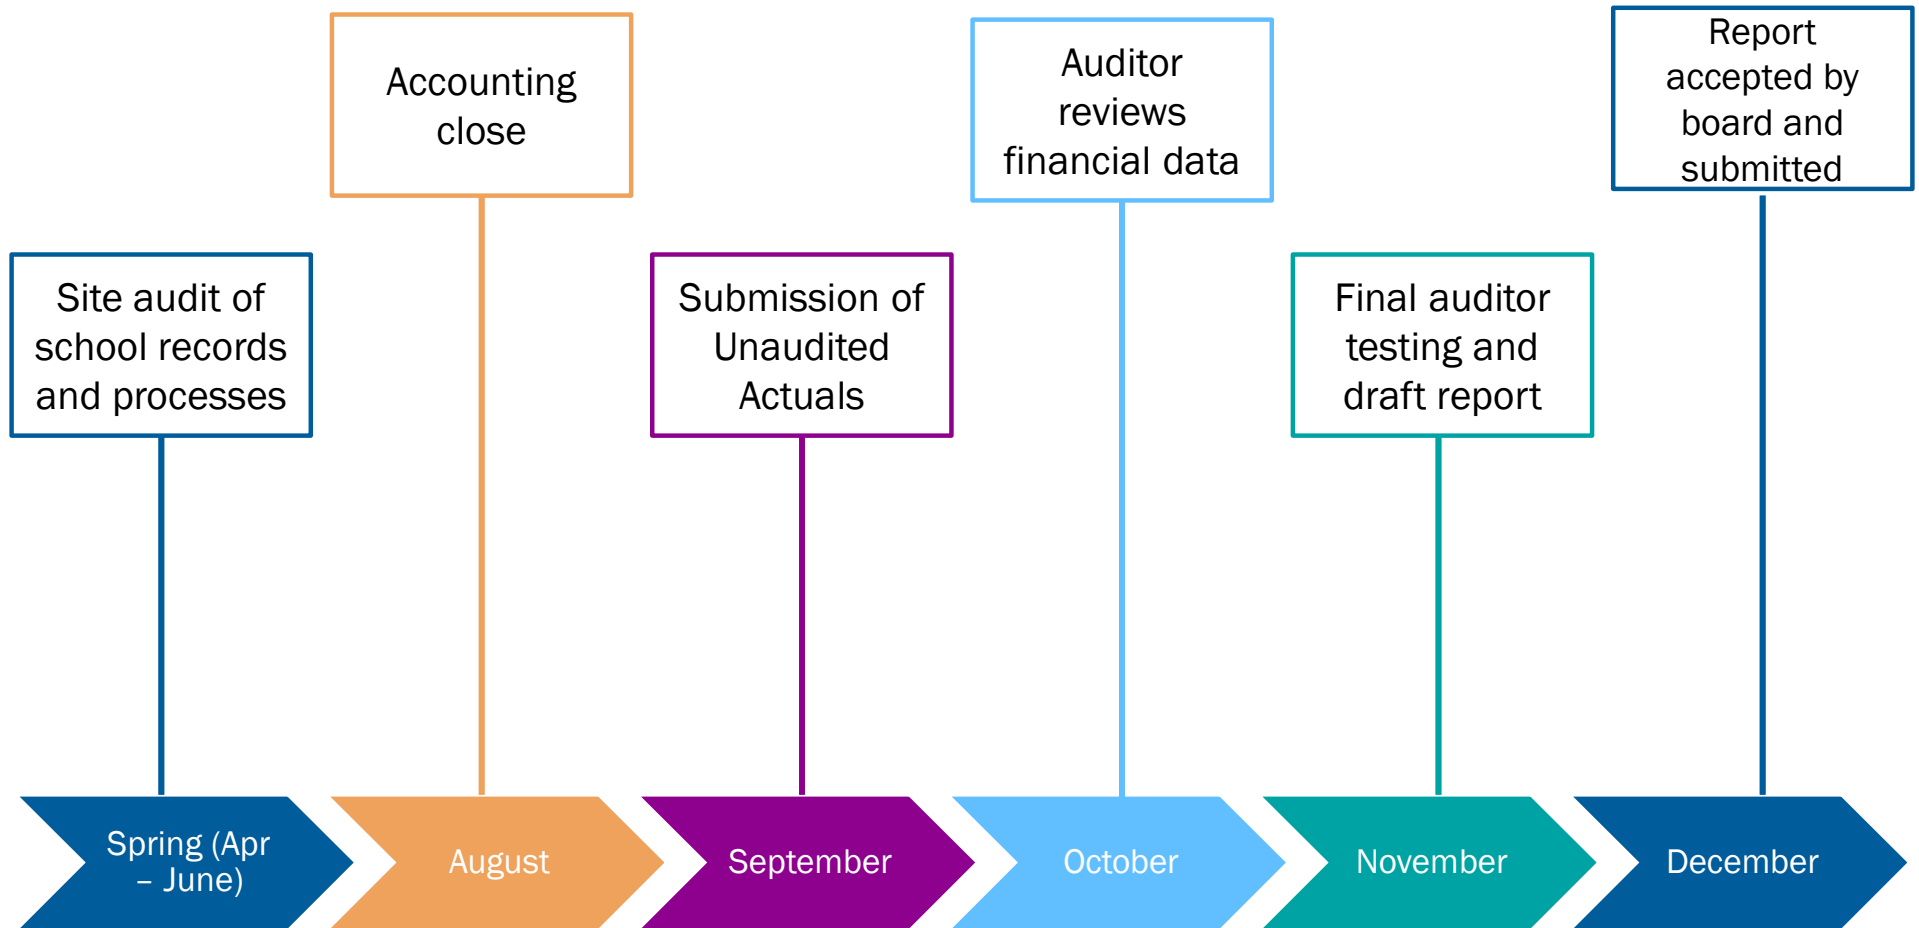 Site audit of
school records
and processes
Accounting
close
Submission of
Unaudited
Actuals
Auditor
reviews
financial data
Final auditor
testing and
draft report
Report
accepted by
board and
submitted
Spring (Apr
– June)
August
September
October
November
December